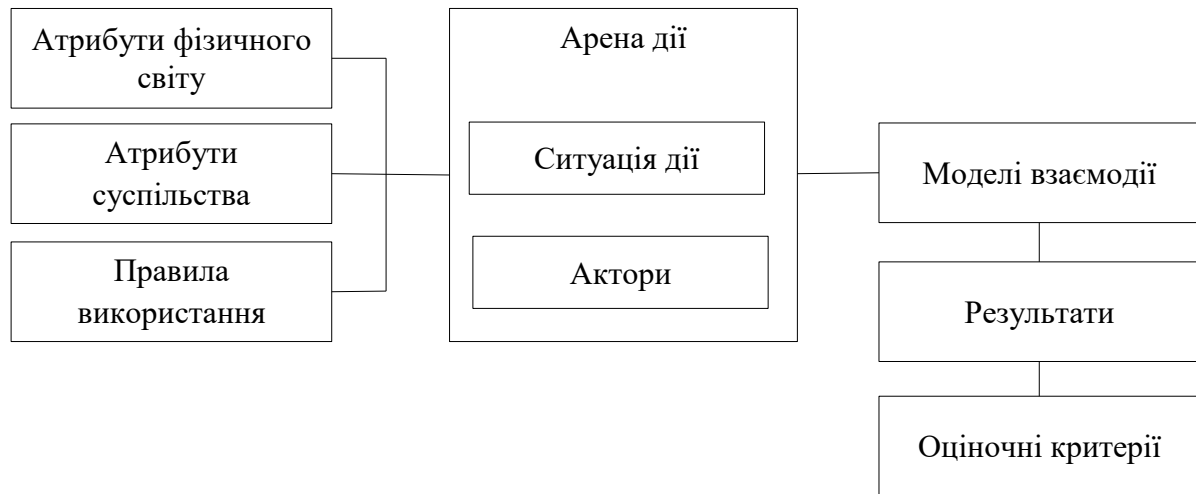 Атрибути фізичного
світу
Атрибути
суспільства
Правила
використання
Арена дії
Ситуація дії
Актори
Моделі взаємодії
Результати
Оціночні критерії